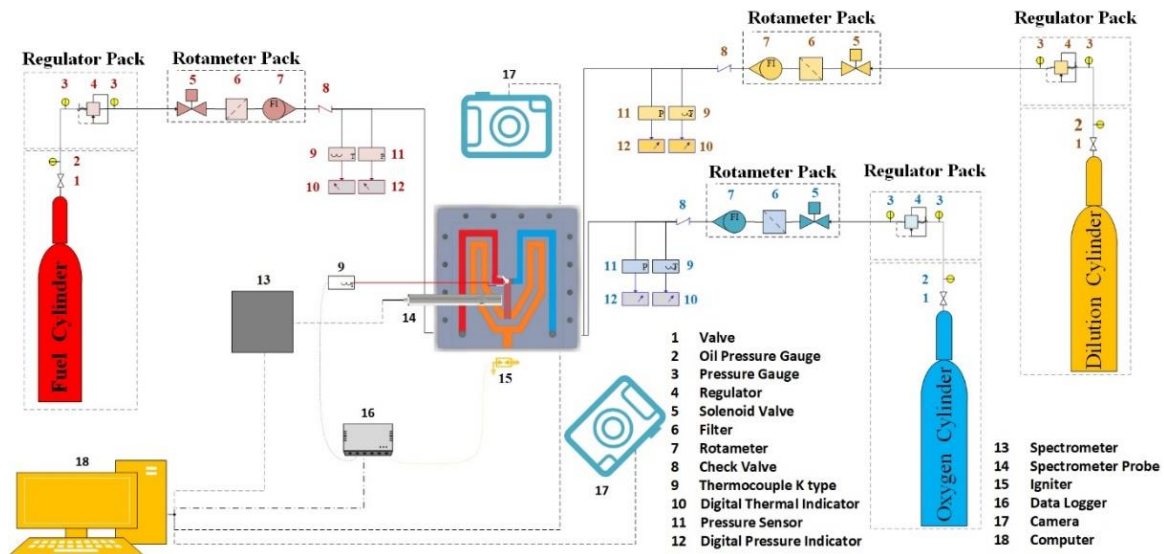 Regulator Pack
Rotameter Pack
3 4 3
5 6 7
FI
8
9 11
T P
10 12
2
1
Fuel Cylinder
17
Rotameter Pack
8 7 6 5
FI
11 9
P T
12 10
Regulator Pack
3 4 3
2
1
Dilution Cylinder
Rotameter Pack
8 7 6 5
FI
11 9
P T
12 10
Regulator Pack
3 4 3
2
1
Oxygen Cylinder
9
13
14
15
16
17
18
1 Valve
2 Oil Pressure Gauge
3 Pressure Gauge
4 Regulator
5 Solenoid Valve
6 Filter
7 Rotameter
8 Check Valve
9 Thermocouple K type
10 Digital Thermal Indicator
11 Pressure Sensor
12 Digital Pressure Indicator
13 Spectrometer
14 Spectrometer Probe
15 Igniter
16 Data Logger
17 Camera
18 Computer